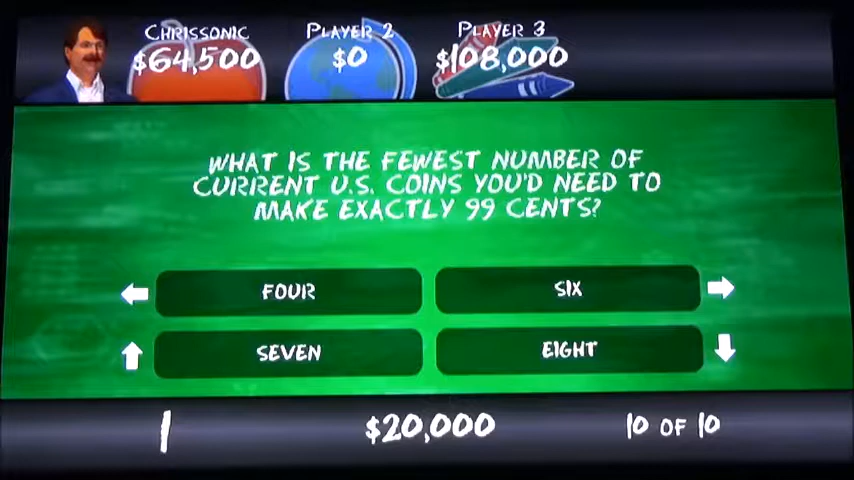 CHRISSONIC PLAYER 2 PLAYER 3
$64,500 $0 $108,000
WHAT IS THE FEWEST NUMBER OF
CURRENT U.S. COINS YOU'D NEED TO
MAKE EXACTLY 99 CENTS?
FOUR SIX
SEVEN EIGHT
1 $20,000 10 OF 10